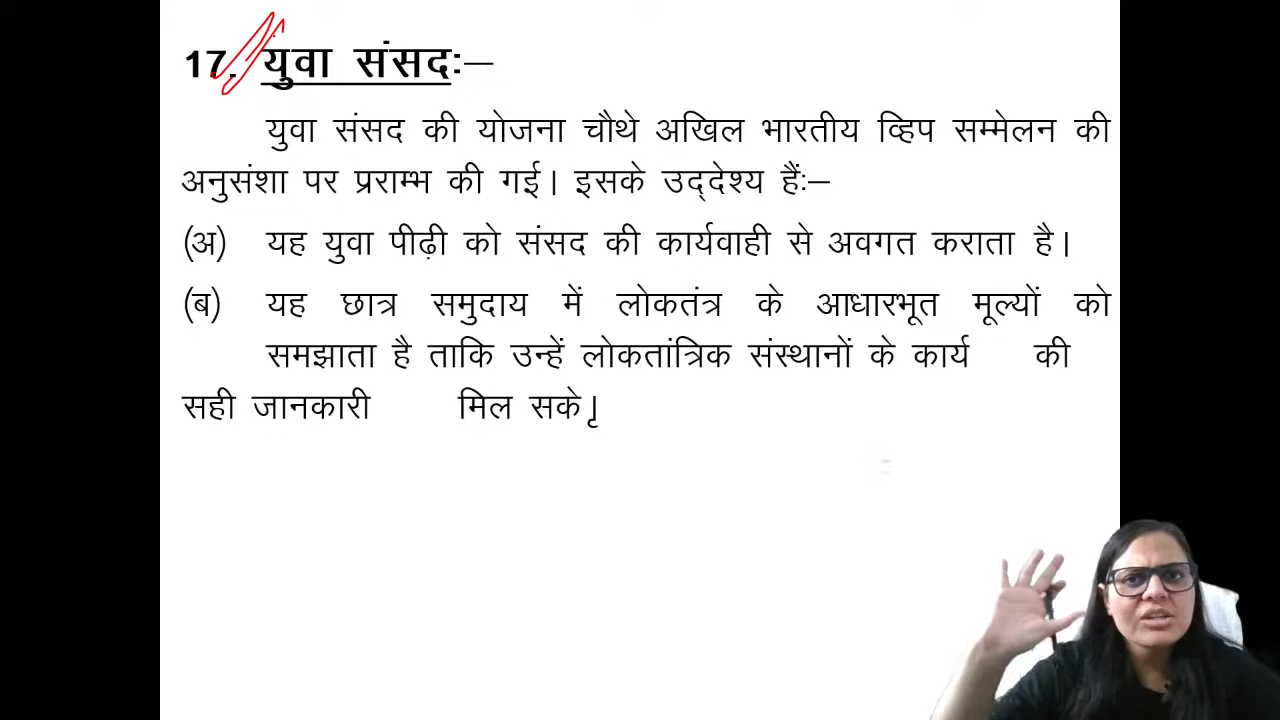 17. युवा संसद:–
युवा संसद की योजना चौथे अखिल भारतीय व्हिप सम्मेलन की
अनुसंशा पर प्रराम्भ की गई। इसके उद्देश्य हैंः–
(अ) यह युवा पीढ़ी को संसद की कार्यवाही से अवगत कराता है।
(ब) यह छात्र समुदाय में लोकतंत्र के आधारभूत मूल्यों को
समझाता है ताकि उन्हें लोकतांत्रिक संस्थानों के कार्य की
सही जानकारी मिल सके।